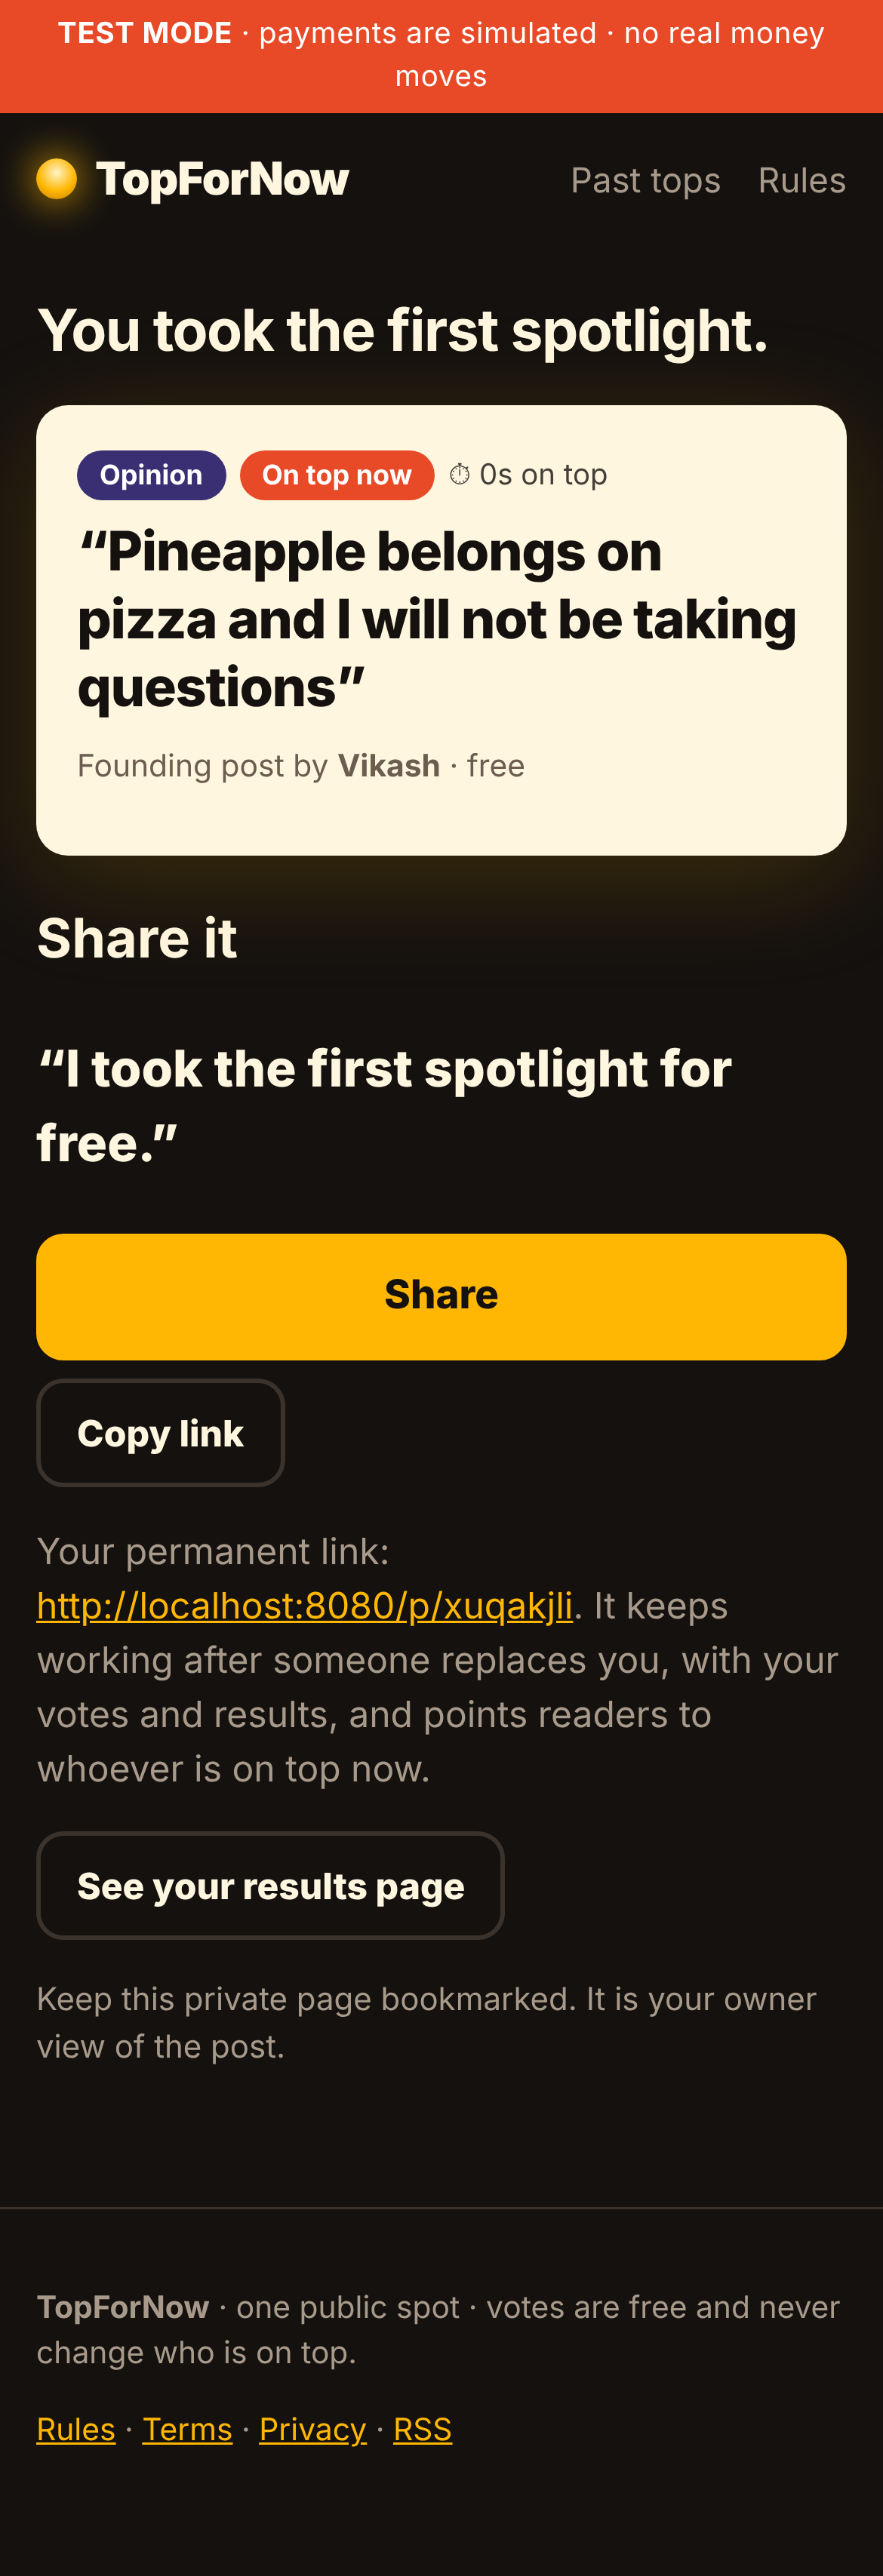 TEST MODE · payments are simulated · no real money
moves
TopForNow
Past tops
Rules
You took the first spotlight.
Opinion
On top now
⏱ 0s on top
“Pineapple belongs on
pizza and I will not be taking
questions”
Founding post by Vikash · free
Share it
“I took the first spotlight for
free.”
Share
Copy link
Your permanent link:
http://localhost:8080/p/xuqakjli. It keeps
working after someone replaces you, with your
votes and results, and points readers to
whoever is on top now.
See your results page
Keep this private page bookmarked. It is your owner
view of the post.
TopForNow · one public spot · votes are free and never
change who is on top.
Rules · Terms · Privacy · RSS